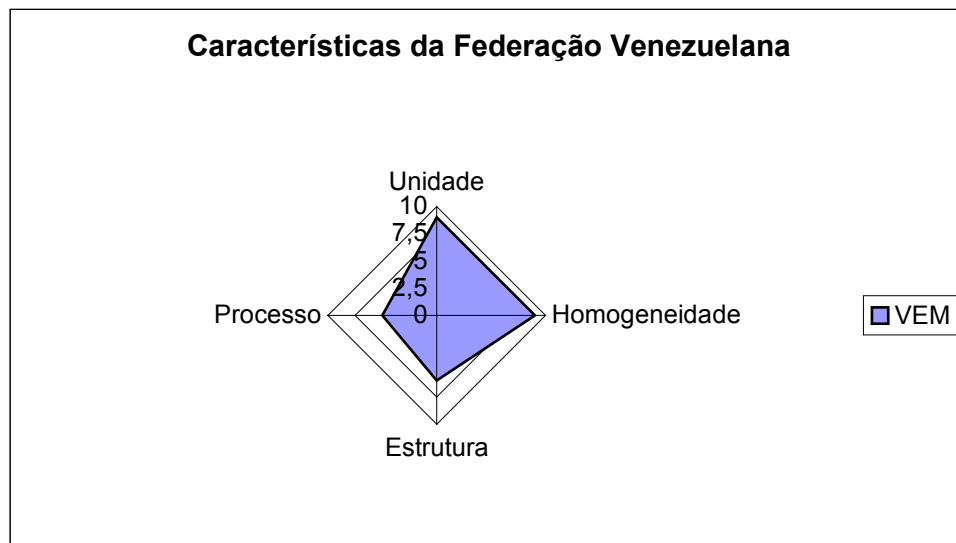 Características da Federação Venezuelana
Unidade
10
7,5
5
2,5
0
Processo
Homogeneidade
VEM
Estrutura